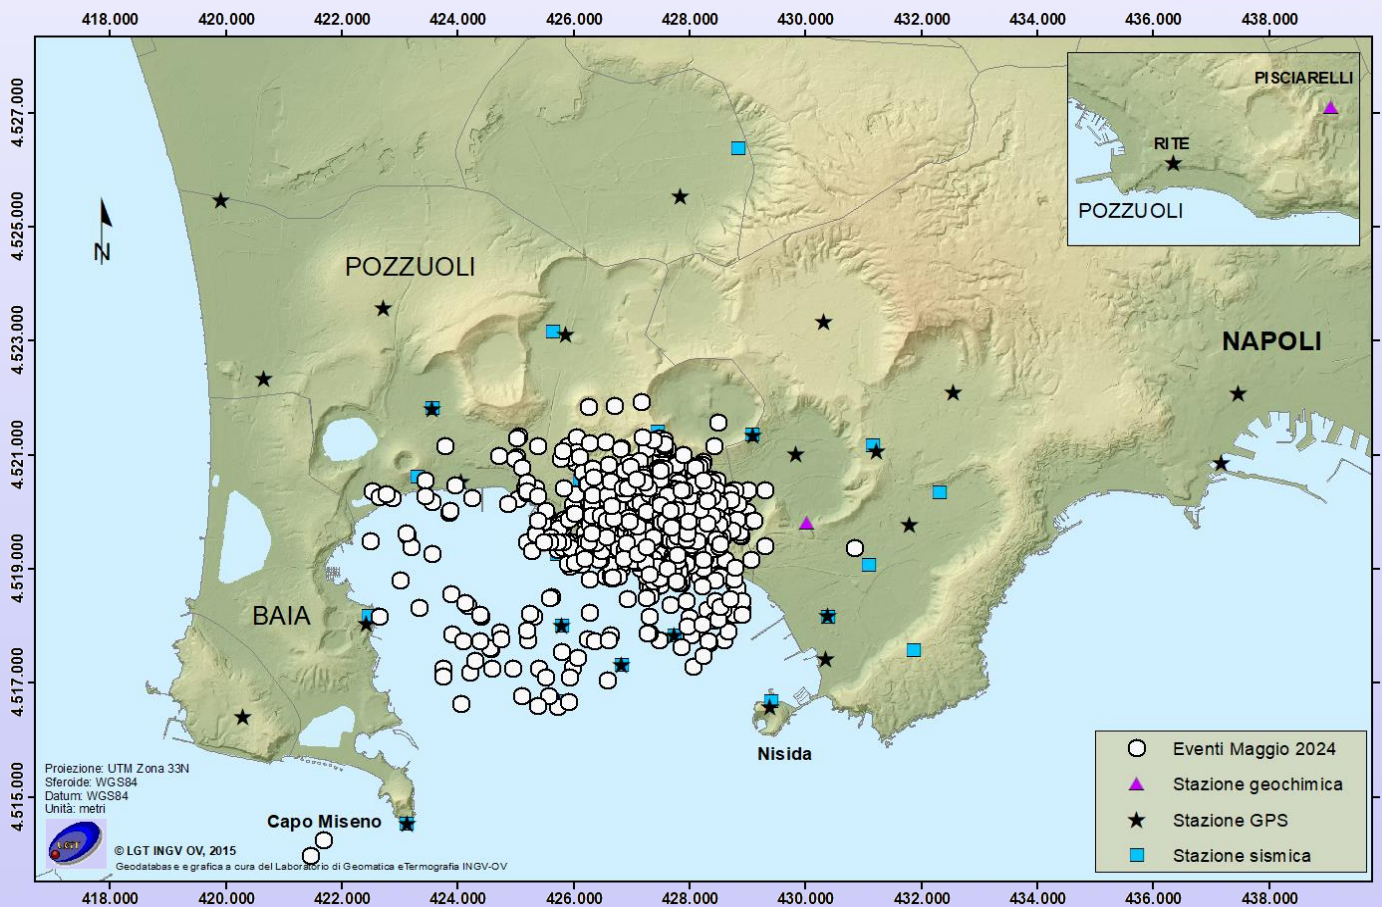 418.000 420.000 422.000 424.000 426.000 428.000 430.000 432.000 434.000 436.000 438.000
4.527.000
4.525.000
4.523.000
4.521.000
4.519.000
4.517.000
4.515.000
N
PISCIARELLI
RITE
POZZUOLI
POZZUOLI
NAPOLI
BAIA
Nisida
Capo Miseno
Eventi Maggio 2024
Stazione geochimica
Stazione GPS
Stazione sismica
Proiezione: UTM Zona 33N
Sferoide: WGS84
Datum: WGS84
Unità: metri
LGT
© LGT INGV OV, 2015
Geodatabase e grafica a cura del Laboratorio di Geomatica eTermografia INGV-OV
418.000 420.000 422.000 424.000 426.000 428.000 430.000 432.000 434.000 436.000 438.000